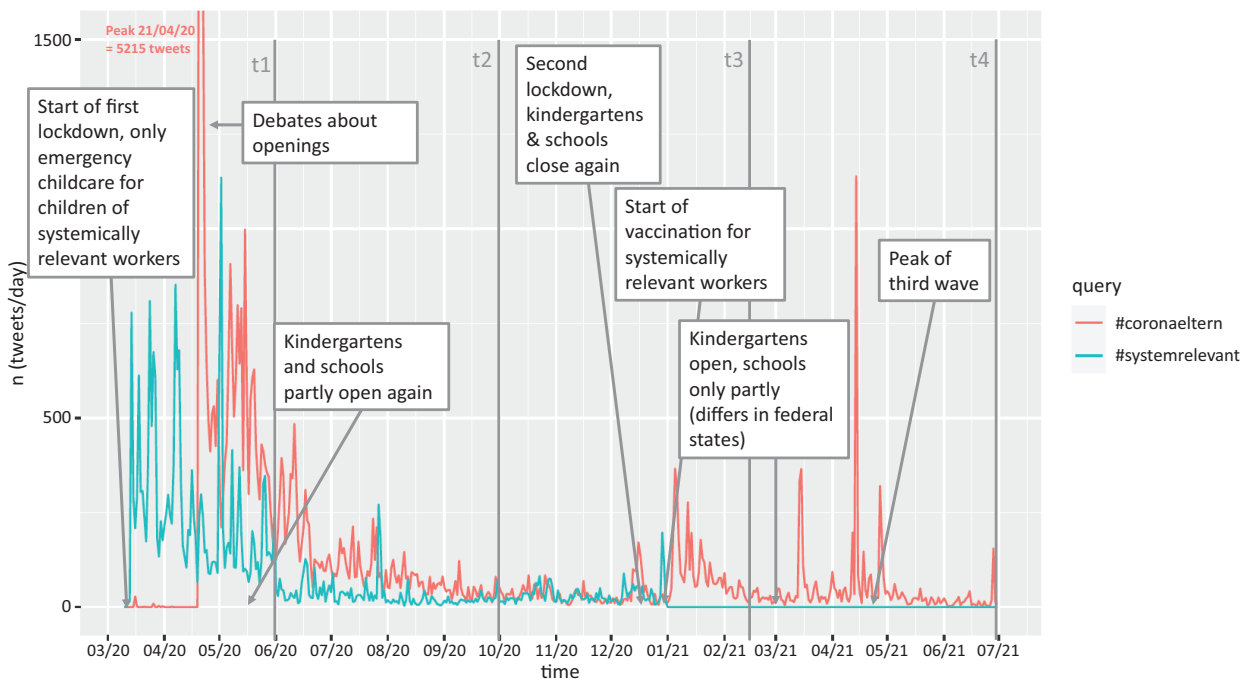 Peak 21/04/20
= 5215 tweets
1500
500
0
n (tweets/day)
t1
t2
t3
t4
Start of first
lockdown, only
emergency
childcare for
children of
systemically
relevant workers
Debates about
openings
Kindergartens
and schools
partly open again
Second
lockdown,
kindergartens
& schools
close again
Start of
vaccination for
systemically
relevant workers
Kindergartens
open, schools
only partly
(differs in federal
states)
Peak of
third wave
query
#coronaeltern
#systemrelevant
03/20 04/20 05/20 06/20 07/20 08/20 09/20 10/20 11/20 12/20 01/21 02/21 03/21 04/21 05/21 06/21 07/21
time